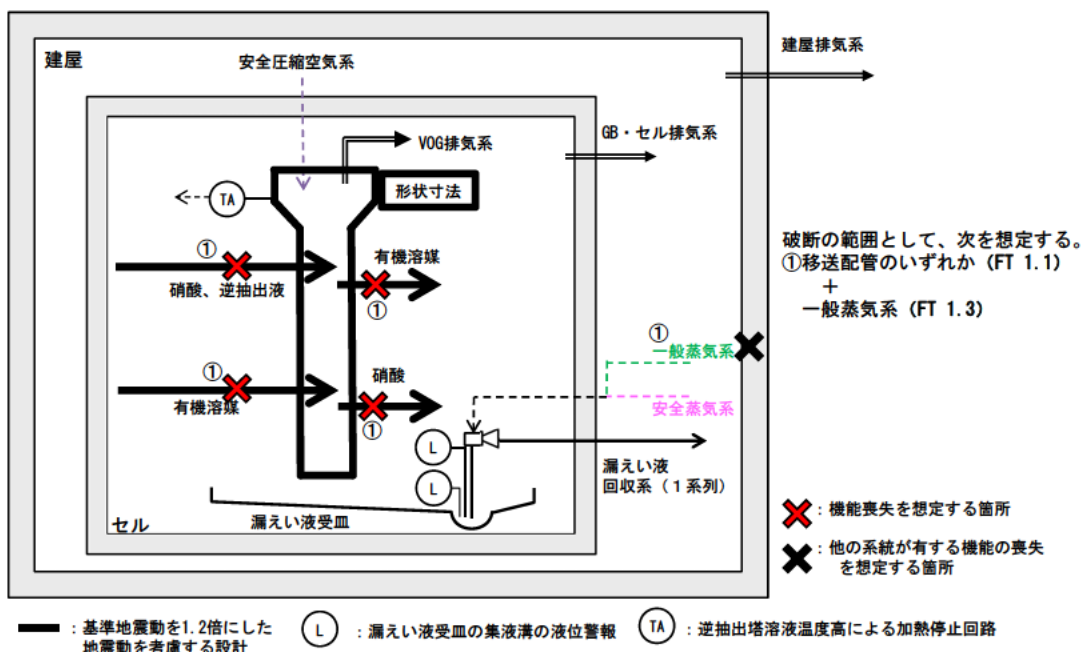 建屋
安全圧縮空気系
建屋排気系
VOG排気系
GB・セル排気系
TA
形状寸法
①
硝酸、逆抽出液
有機溶媒
①
破断の範囲として、次を想定する。
①移送配管のいずれか（FT 1.1）
+
一般蒸気系（FT 1.3）
①
一般蒸気系
①
有機溶媒
硝酸
①
安全蒸気系
L
L
漏えい液
回収系（１系列）
漏えい液受皿
セル
：機能喪失を想定する箇所
：他の系統が有する機能の喪失
を想定する箇所
：基準地震動を1.2倍にした
地震動を考慮する設計
L
：漏えい液受皿の集液溝の液位警報
TA
：逆抽出塔溶液温度高による加熱停止回路